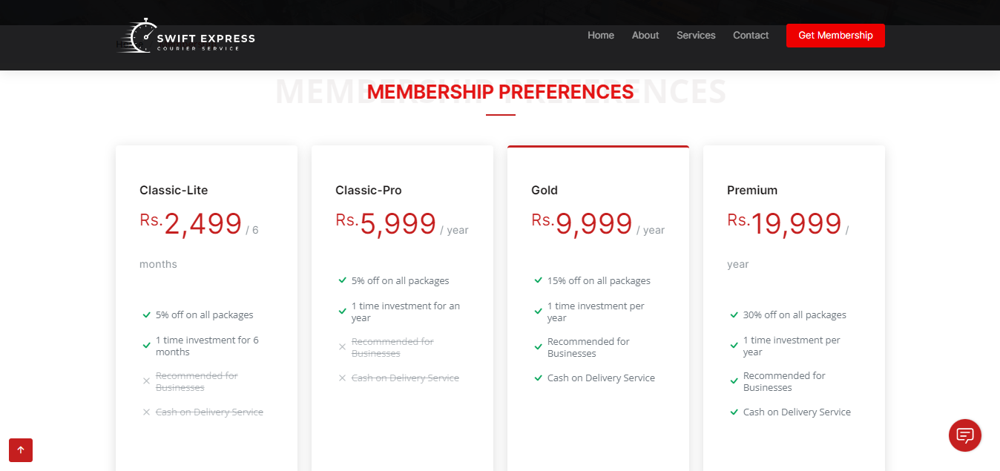 SWIFT EXPRESS
COURIER SERVICE
Home
About
Services
Contact
Get Membership
MEMBERSHIP PREFERENCES
MEMBERSHIP PREFERENCES
Classic-Lite
Rs.2,499 / 6
months
5% off on all packages
1 time investment for 6
months
Recommended for
Businesses
Cash on Delivery Service
Classic-Pro
Rs.5,999 / year
5% off on all packages
1 time investment for an
year
Recommended for
Businesses
Cash on Delivery Service
Gold
Rs.9,999 / year
15% off on all packages
1 time investment per
year
Recommended for
Businesses
Cash on Delivery Service
Premium
Rs.19,999 /
year
30% off on all packages
1 time investment per
year
Recommended for
Businesses
Cash on Delivery Service